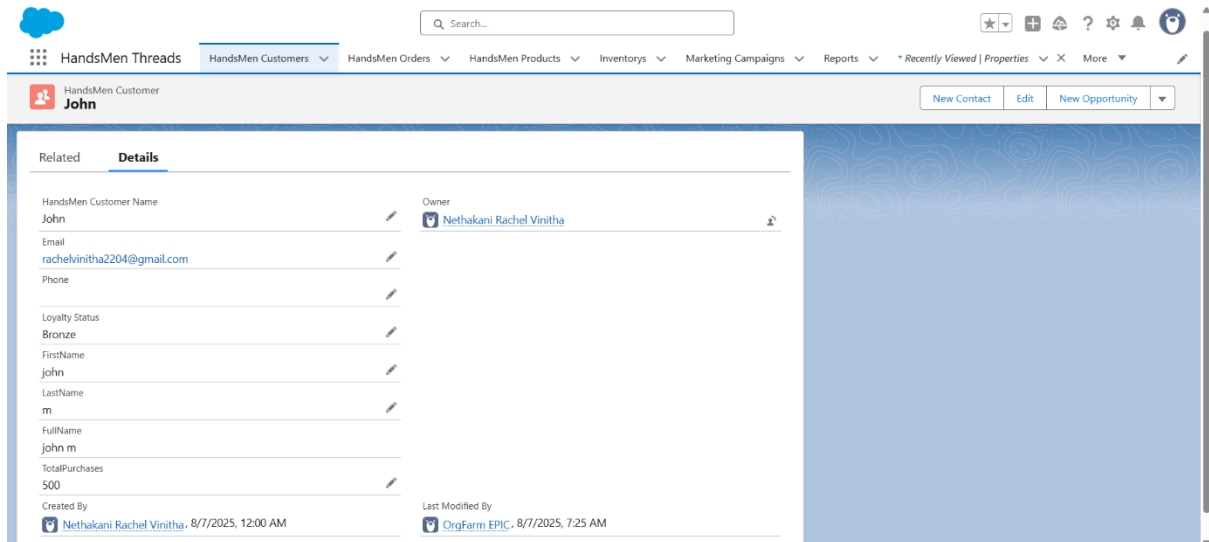 Search...
HandsMen Threads HandsMen Customers HandsMen Orders HandsMen Products Inventorys Marketing Campaigns Reports * Recently Viewed | Properties More
HandsMen Customer
John
New Contact Edit New Opportunity
Related Details
HandsMen Customer Name Owner
John Nethakani Rachel Vinitha
Email
rachelvinitha2204@gmail.com
Phone
Loyalty Status
Bronze
FirstName
john
LastName
m
FullName
john m
TotalPurchases
500
Created By Last Modified By
Nethakani Rachel Vinitha, 8/7/2025, 12:00 AM OrgFarm EPIC, 8/7/2025, 7:25 AM